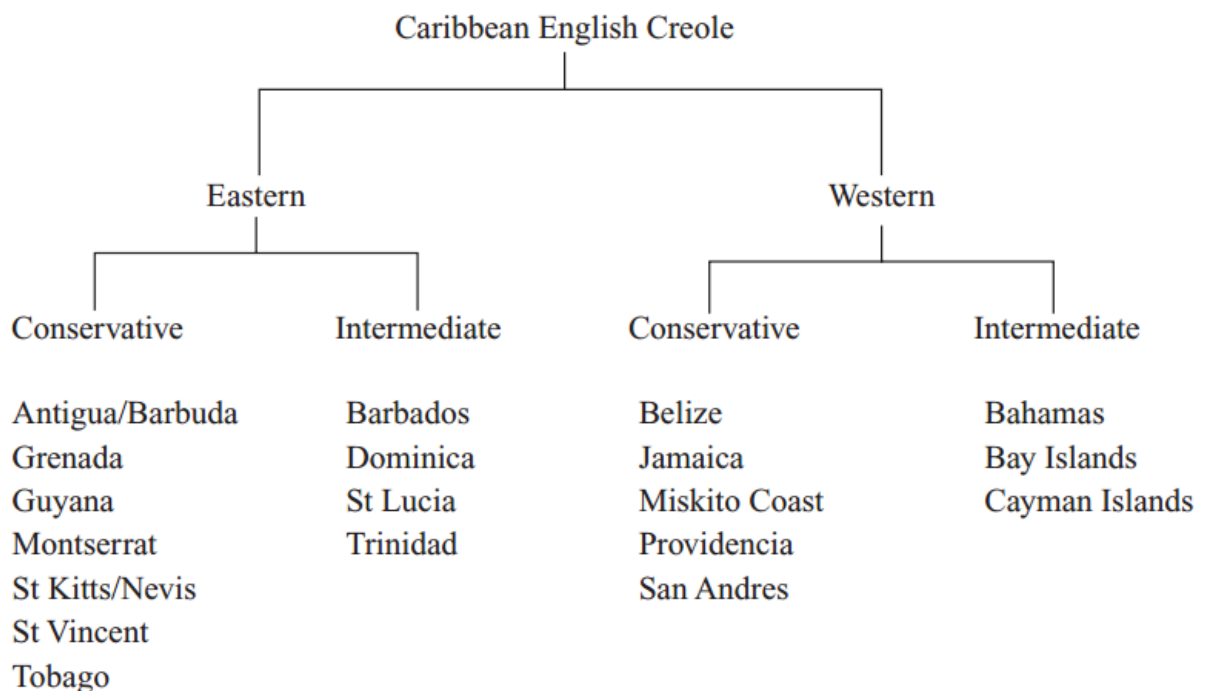 Caribbean English Creole
Eastern
Western
Conservative
Intermediate
Conservative
Intermediate
Antigua/Barbuda
Grenada
Guyana
Montserrat
St Kitts/Nevis
St Vincent
Tobago
Barbados
Dominica
St Lucia
Trinidad
Belize
Jamaica
Miskito Coast
Providencia
San Andres
Bahamas
Bay Islands
Cayman Islands